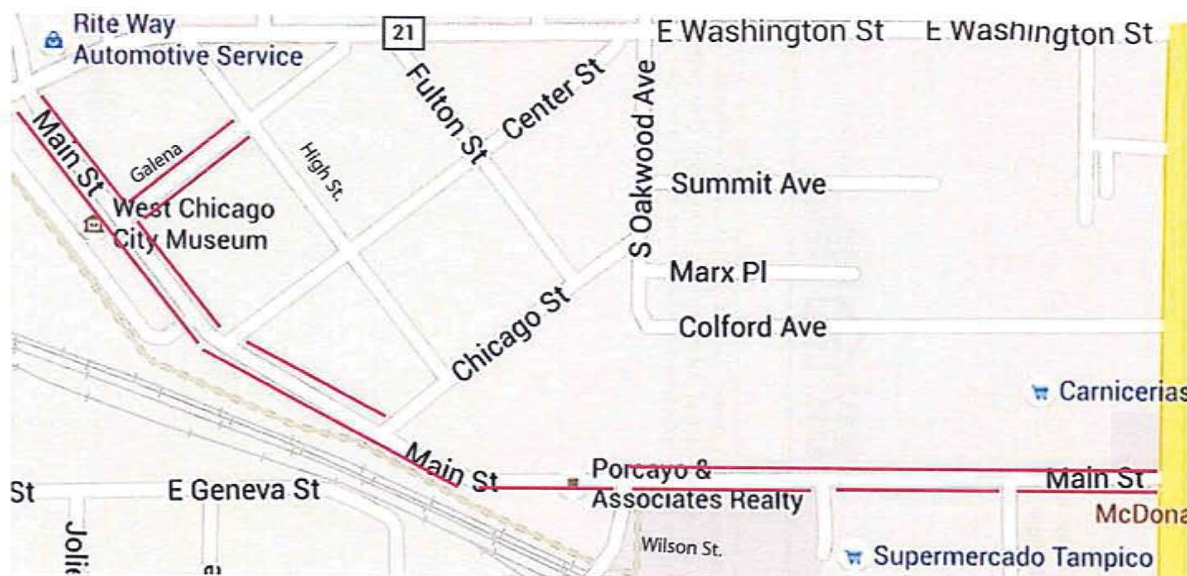 Rite Way
Automotive Service
21
E Washington St
E Washington St
Main St
Galena
High St.
Fulton St
Center St
S Oakwood Ave
Summit Ave
West Chicago
City Museum
Marx Pl
Chicago St
Colford Ave
Carnicerias
Main St
Porcayo &
Associates Realty
Main St
St
E Geneva St
McDona
Jolie
Wilson St.
Supermercado Tampico